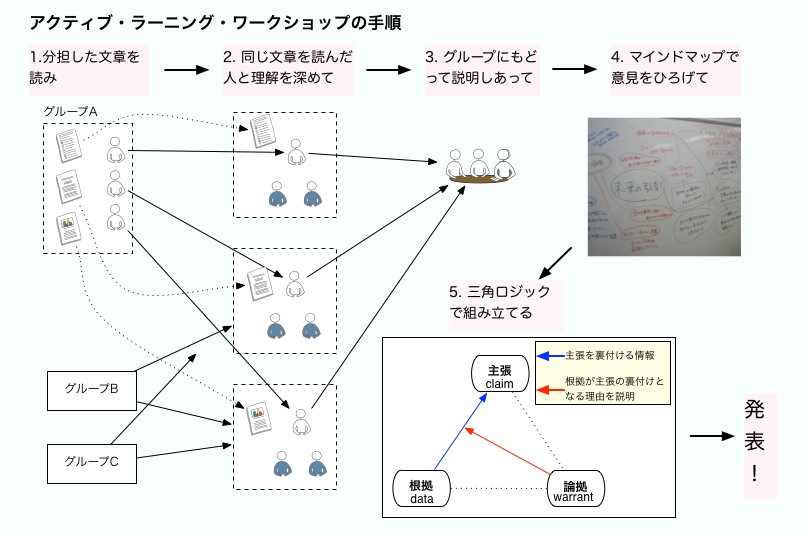 アクティブ・ラーニング・ワークショップの手順
1.分担した文章を
読み
2. 同じ文章を読んだ
人と理解を深めて
3. グループにもど
って説明しあって
4. マインドマップで
意見をひろげて
グループA
未来の教室
5. 三角ロジック
で組み立てる
主張
claim
主張を裏付ける情報
根拠が主張の裏付けと
なる理由を説明
グループB
グループC
根拠
data
論拠
warrant
発
表
！